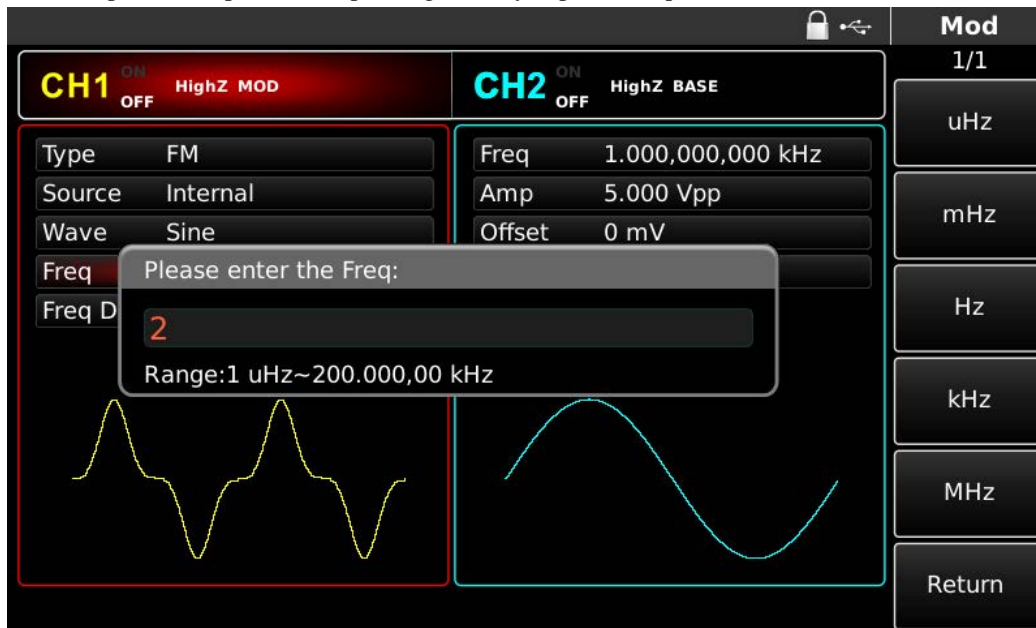 Mod
1/1
CH1 ON OFF HighZ MOD
CH2 ON OFF HighZ BASE
Type FM
Source Internal
Wave Sine
Freq
Freq D
Freq 1.000,000,000 kHz
Amp 5.000 Vpp
Offset 0 mV
Please enter the Freq:
2
Range:1 uHz~200.000,00 kHz
uHz
mHz
Hz
kHz
MHz
Return